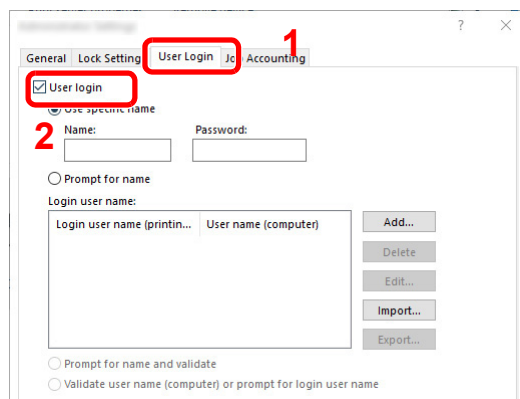 ? ×
1
General Lock Setting User Login Job Accounting
User login
Use specific name
2
Name: Password:
Prompt for name
Login user name:
Login user name (printin... User name (computer)
Add...
Delete
Edit...
Import...
Export...
Prompt for name and validate
Validate user name (computer) or prompt for login user name